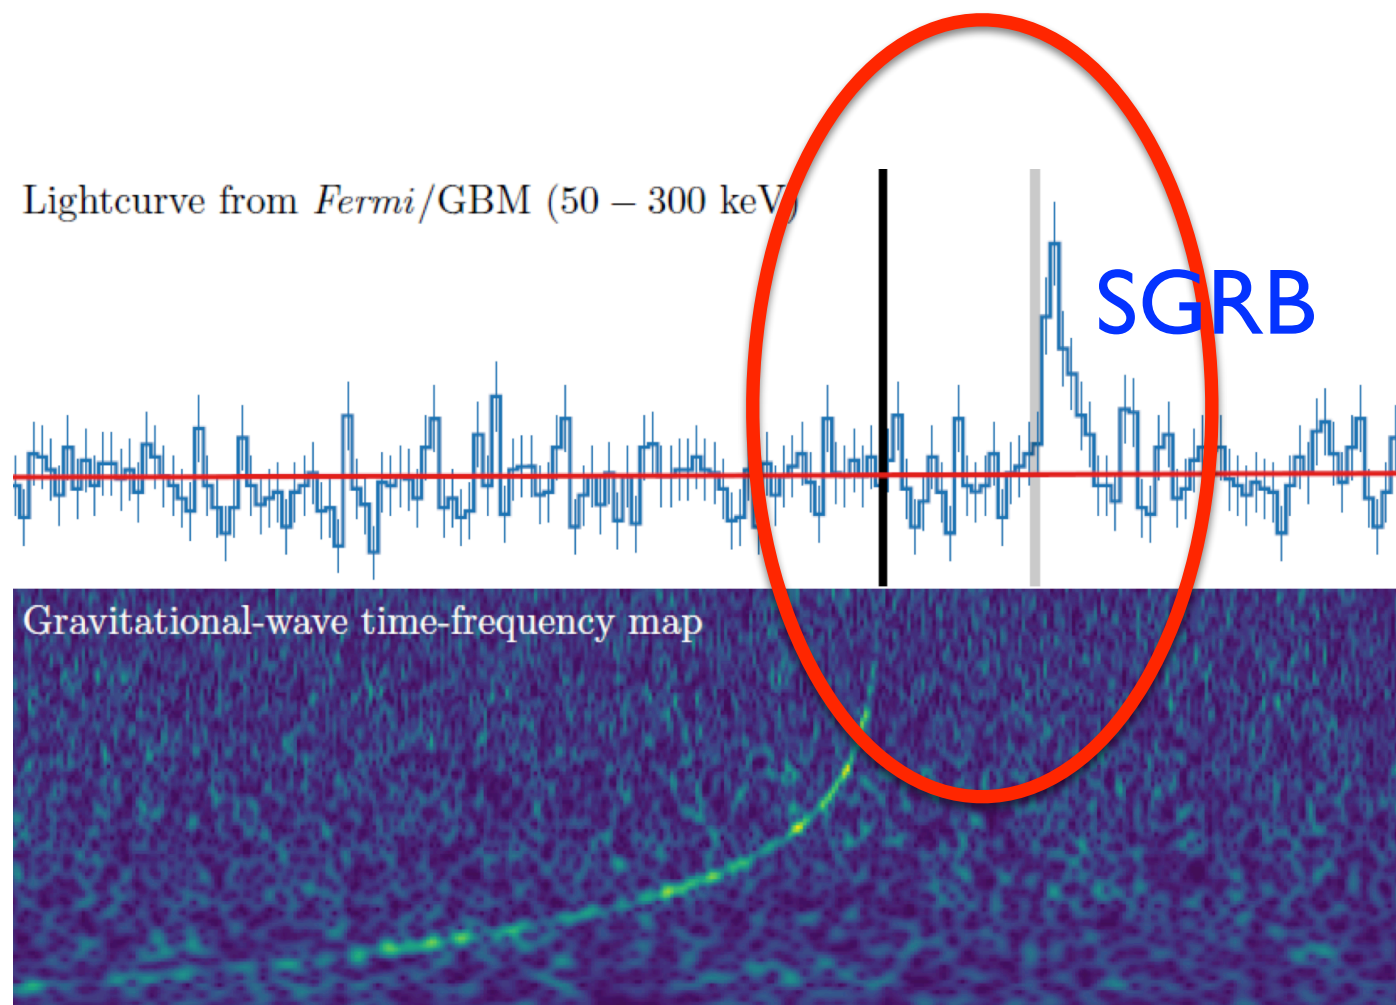 Lightcurve from Fermi/GBM (50 – 300 keV)
SGRB
Gravitational-wave time-frequency map